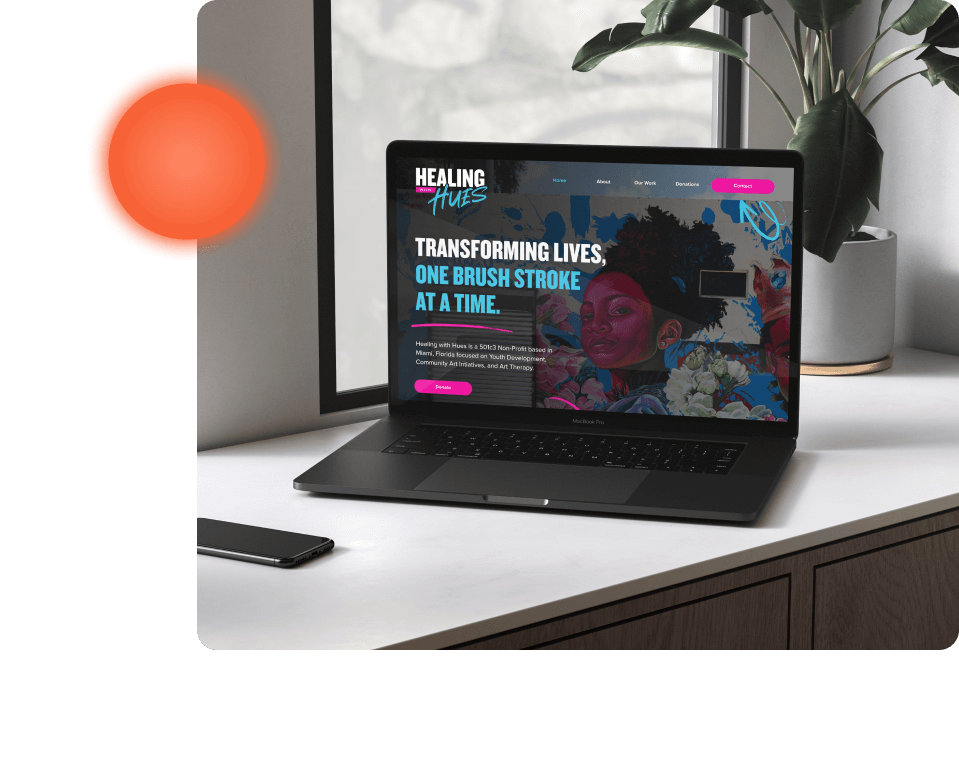 HEALING
WITH
HUES
Home About Our Work Donations Contact
TRANSFORMING LIVES,
ONE BRUSH STROKE
AT A TIME.
Healing with Hues is a 501c3 Non-Profit based in
Miami, Florida focused on Youth Development,
Community Art Intiatives, and Art Therapy.
Donate
MacBook Pro